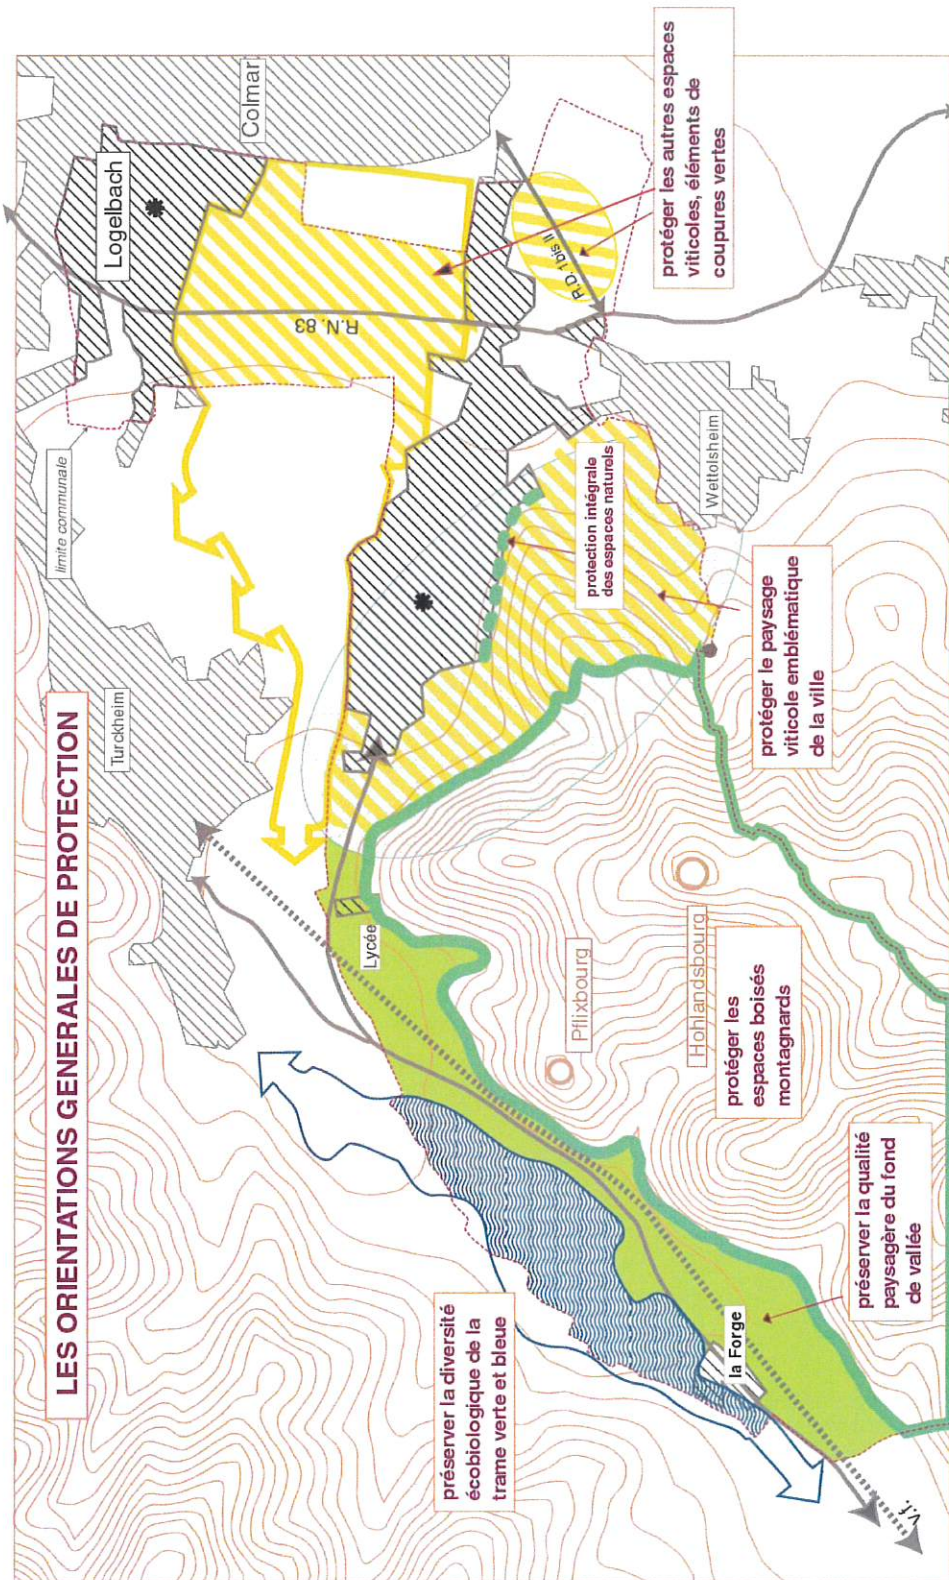 LES ORIENTATIONS GENERALES DE PROTECTION
Logelbach
Colmar
limite communale
Turckheim
R.N. 83
R.D. 1bis II
protéger les autres espaces
viticoles, éléments de
coupures vertes
protection intégrale
des espaces naturels
Wettolsheim
protéger le paysage
viticole emblématique
de la ville
Lycée
Pflixbourg
Hohlandsbourg
protéger les
espaces boisés
montagnards
préserver la diversité
écobiologique de la
trame verte et bleue
la Forge
préserver la qualité
paysagère du fond
de vallée
v.f.